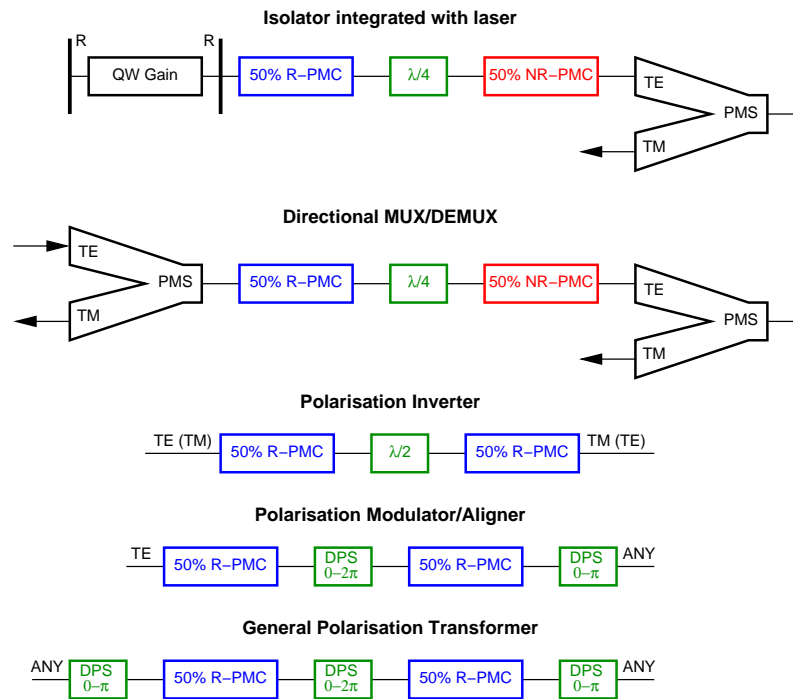 Isolator integrated with laser
R R
QW Gain 50% R−PMC λ/4 50% NR−PMC TE
PMS
TM
Directional MUX/DEMUX
TE
PMS 50% R−PMC λ/4 50% NR−PMC TE
TM PMS
TM
Polarisation Inverter
TE (TM) 50% R−PMC λ/2 50% R−PMC TM (TE)
Polarisation Modulator/Aligner
TE 50% R−PMC DPS 50% R−PMC DPS ANY
0−2π 0−π
General Polarisation Transformer
ANY DPS 50% R−PMC DPS 50% R−PMC DPS ANY
0−π 0−2π 0−π